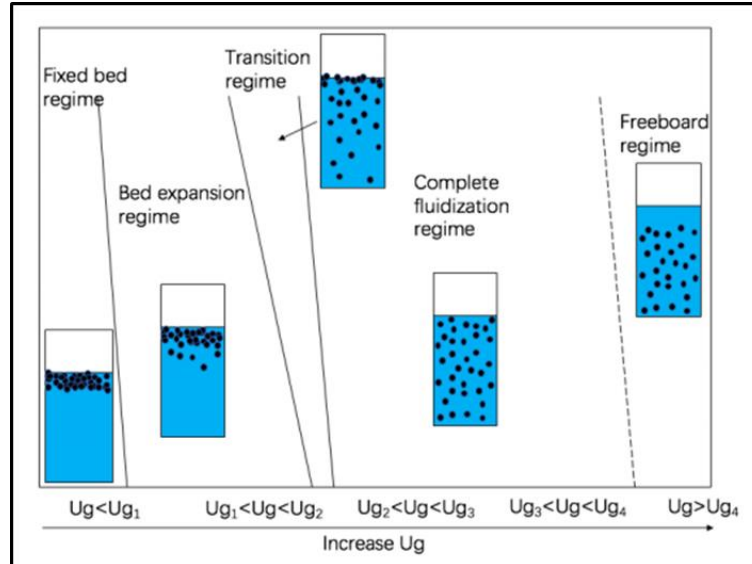 Fixed bed
regime
Transition
regime
Bed expansion
regime
Complete
fluidization
regime
Freeboard
regime
Ug<Ug₁
Ug₁<Ug<Ug₂
Ug₂<Ug<Ug₃
Ug₃<Ug<Ug₄
Ug>Ug₄
Increase Ug